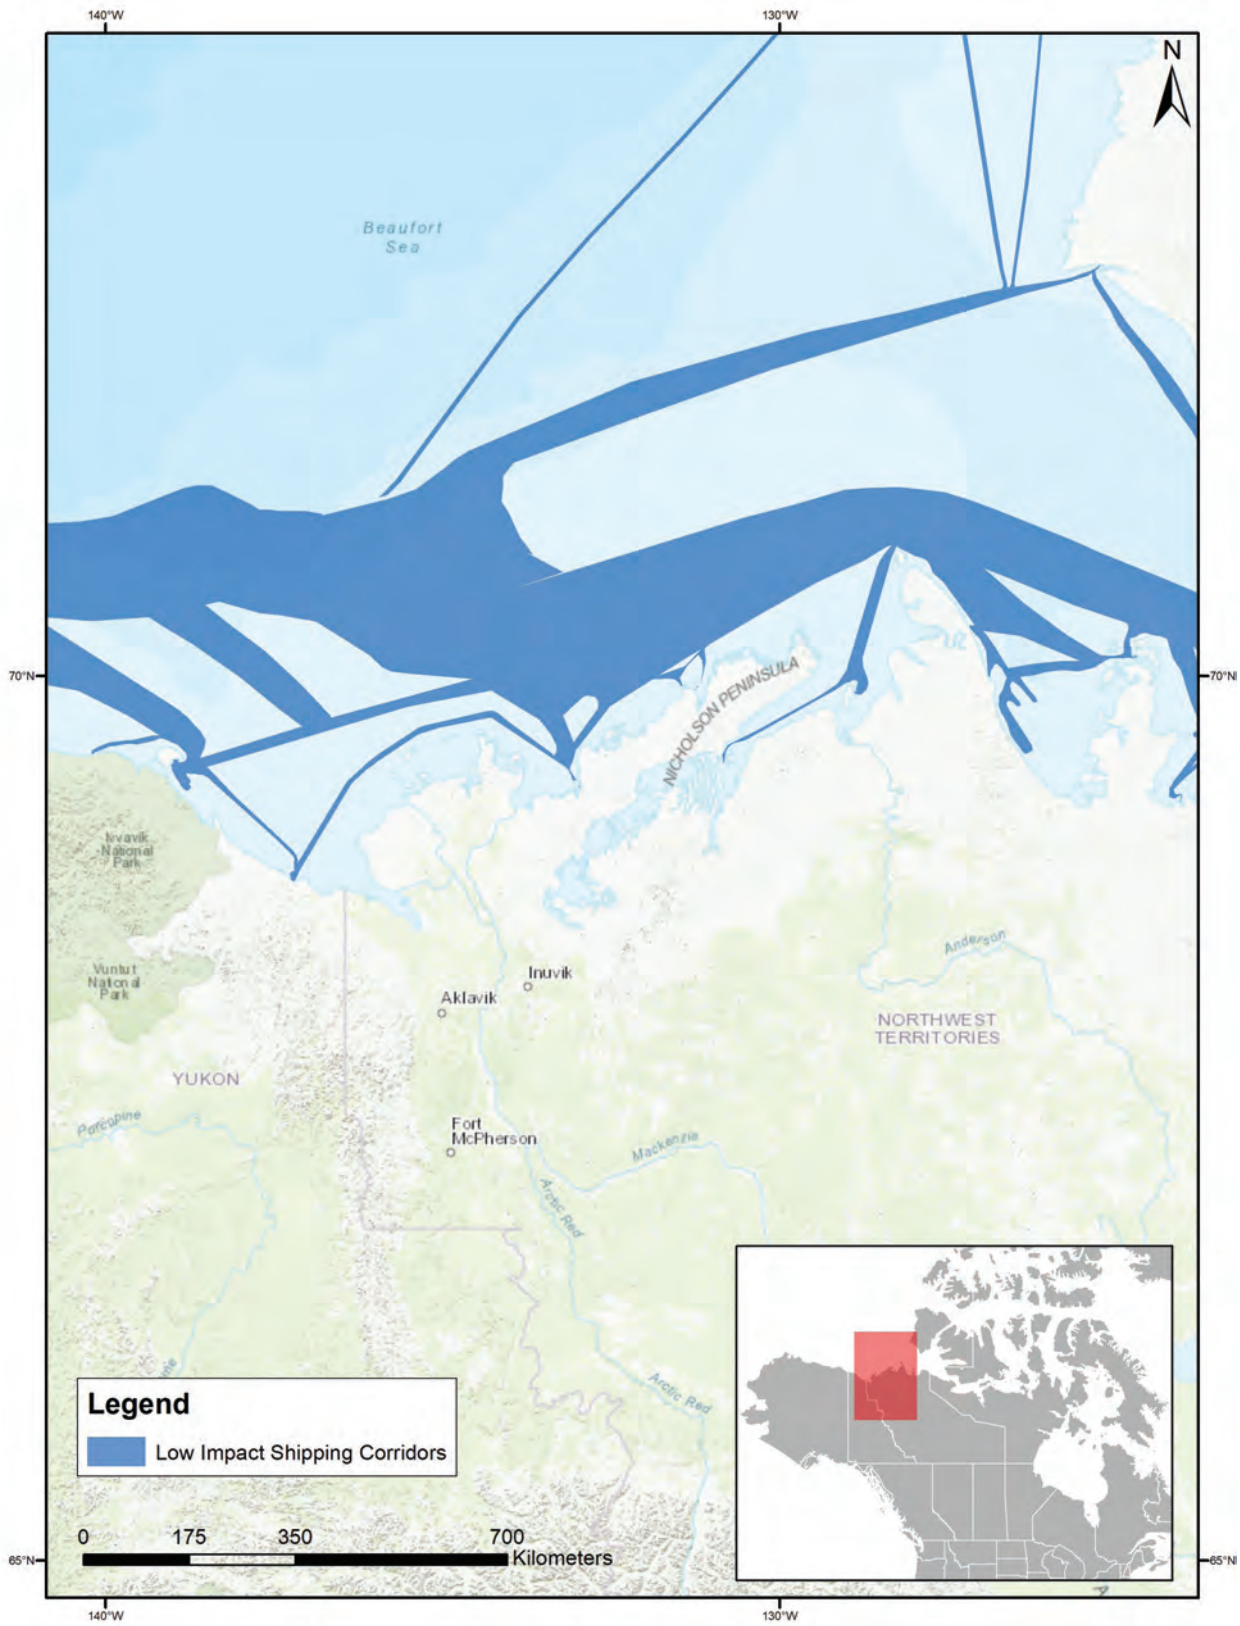 140°W
130°W
N
Beaufort
Sea
70°N
70°N
NICHOLSON PENINSULA
Ivvavik
National
Park
Vuntut
National
Park
Anderson
Inuvik
Aklavik
NORTHWEST
TERRITORIES
YUKON
Porcupine
Fort
McPherson
Mackenzie
Arctic Red
Arctic Red
Legend
Low Impact Shipping Corridors
0
175
350
700
Kilometers
65°N
65°N
140°W
130°W